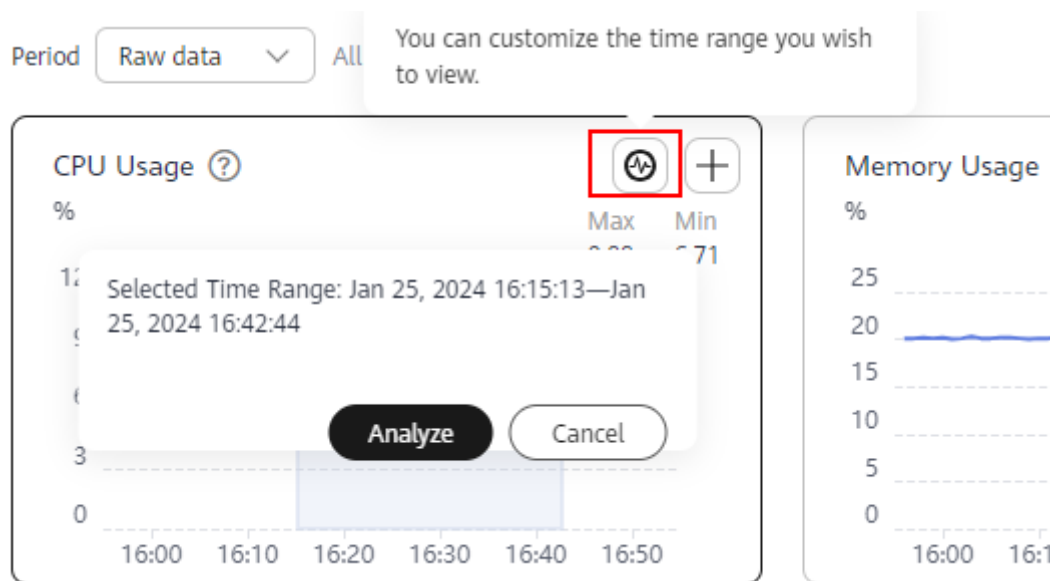 You can customize the time range you wish
to view.
Period Raw data All
CPU Usage ?
%
Max Min
71
Selected Time Range: Jan 25, 2024 16:15:13—Jan
25, 2024 16:42:44
Analyze Cancel
3
0
16:00 16:10 16:20 16:30 16:40 16:50
Memory Usage
%
25
20
15
10
5
0
16:00